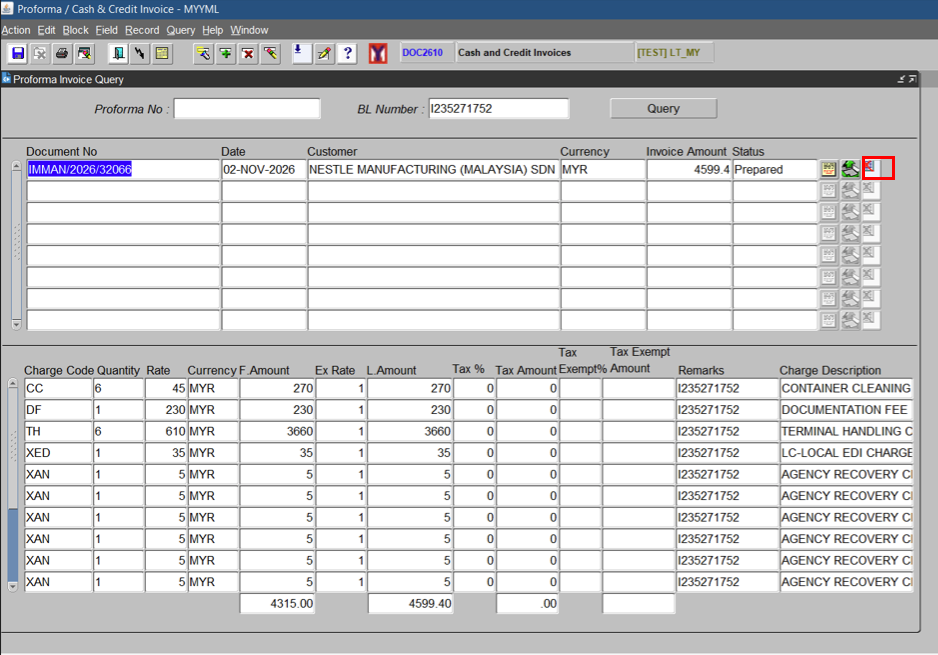 Proforma / Cash & Credit Invoice - MYYML
Action Edit Block Field Record Query Help Window
? Y DOC2610 Cash and Credit Invoices [TEST] LT_MY
Proforma Invoice Query
Proforma No : BL Number : I235271752 Query
Document No Date Customer Currency Invoice Amount Status
IMMAN/2026/32066 02-NOV-2026 NESTLE MANUFACTURING (MALAYSIA) SDN MYR 4599.4 Prepared
Charge Code Quantity Rate Currency F.Amount Ex Rate L.Amount Tax % Tax Amount Tax Exempt% Tax Exempt Amount Remarks Charge Description
CC 6 45 MYR 270 1 270 0 0 I235271752 CONTAINER CLEANING
DF 1 230 MYR 230 1 230 0 0 I235271752 DOCUMENTATION FEE
TH 6 610 MYR 3660 1 3660 0 0 I235271752 TERMINAL HANDLING C
XED 1 35 MYR 35 1 35 0 0 I235271752 LC-LOCAL EDI CHARGE
XAN 1 5 MYR 5 1 5 0 0 I235271752 AGENCY RECOVERY C
XAN 1 5 MYR 5 1 5 0 0 I235271752 AGENCY RECOVERY C
XAN 1 5 MYR 5 1 5 0 0 I235271752 AGENCY RECOVERY C
XAN 1 5 MYR 5 1 5 0 0 I235271752 AGENCY RECOVERY C
XAN 1 5 MYR 5 1 5 0 0 I235271752 AGENCY RECOVERY C
XAN 1 5 MYR 5 1 5 0 0 I235271752 AGENCY RECOVERY C
4315.00 4599.40 .00